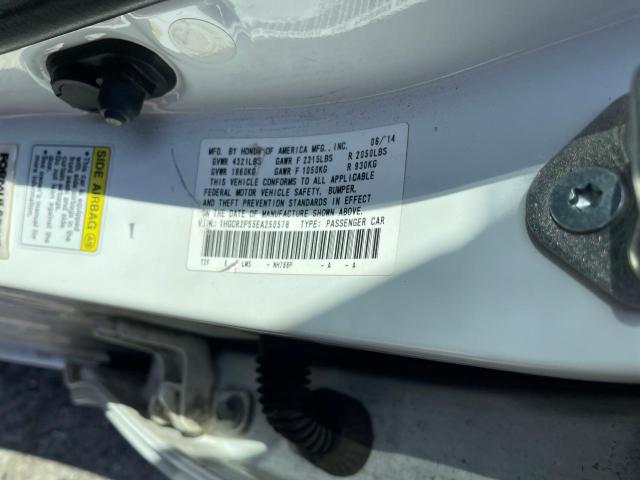 MFD. BY HONDA OF AMERICA MFG., INC. 06/14
GVWR 4321LBS GAWR F 2315LBS R 2050LBS
GVWR 1960KG GAWR F 1050KG R 930KG
THIS VEHICLE CONFORMS TO ALL APPLICABLE
FEDERAL MOTOR VEHICLE SAFETY, BUMPER,
AND THEFT PREVENTION STANDARDS IN EFFECT
ON THE DATE OF MANUFACTURE SHOWN ABOVE.
V.I.N.: 1HGCR2F55EA250578 TYPE: PASSENGER CAR
T2F E LMS - NH788P - A - A
SIDE AIRBAG